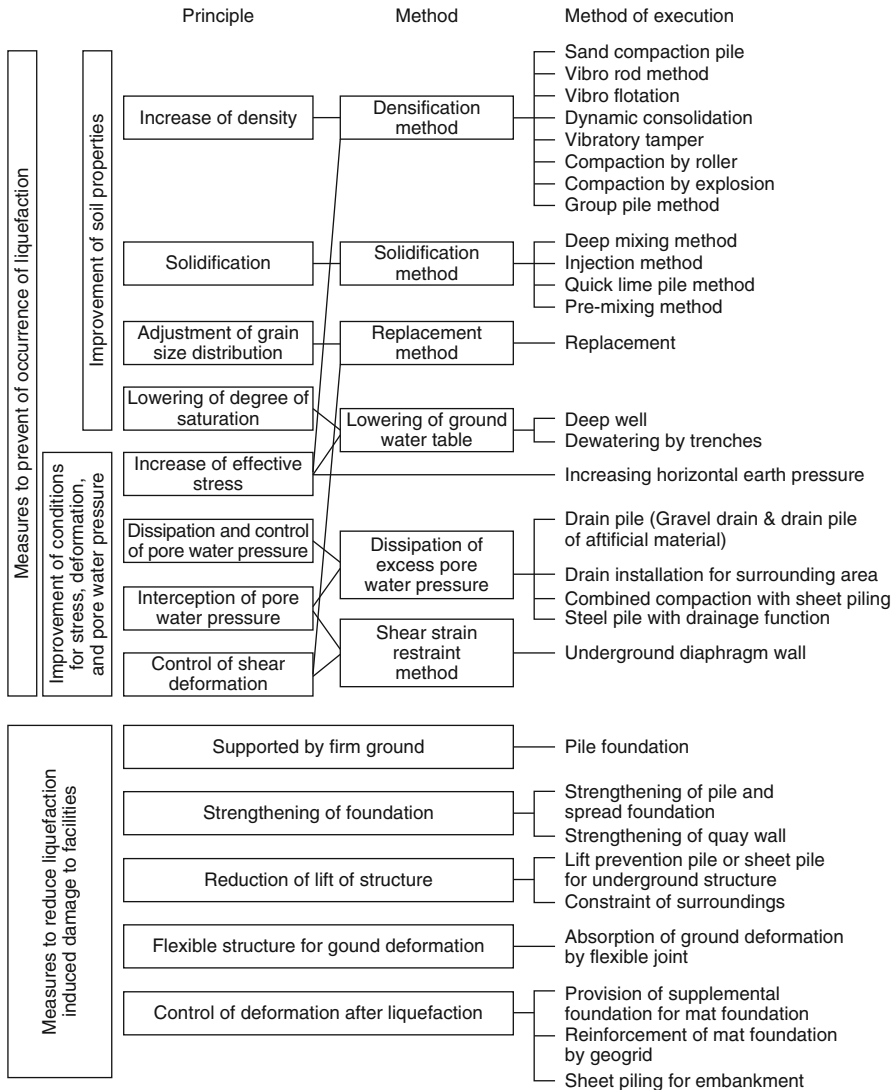 Principle
Method
Method of execution
Measures to prevent of occurrence of liquefaction
Improvement of soil properties
Increase of density
Densification
method
Sand compaction pile
Vibro rod method
Vibro flotation
Dynamic consolidation
Vibratory tamper
Compaction by roller
Compaction by explosion
Group pile method
Solidification
Solidification
method
Deep mixing method
Injection method
Quick lime pile method
Pre-mixing method
Adjustment of grain
size distribution
Replacement
method
Replacement
Lowering of degree of
saturation
Lowering of ground
water table
Deep well
Dewatering by trenches
Improvement of conditions
for stress, deformation,
and pore water pressure
Increase of effective
stress
Increasing horizontal earth pressure
Dissipation and control
of pore water pressure
Dissipation of
excess pore
water pressure
Drain pile (Gravel drain & drain pile
of aftificial material)
Drain installation for surrounding area
Combined compaction with sheet piling
Steel pile with drainage function
Interception of pore
water pressure
Shear strain
restraint
method
Underground diaphragm wall
Control of shear
deformation
Measures to reduce liquefaction
induced damage to facilities
Supported by firm ground
Pile foundation
Strengthening of foundation
Strengthening of pile and
spread foundation
Strengthening of quay wall
Reduction of lift of structure
Lift prevention pile or sheet pile
for underground structure
Constraint of surroundings
Flexible structure for gound deformation
Absorption of ground deformation
by flexible joint
Control of deformation after liquefaction
Provision of supplemental
foundation for mat foundation
Reinforcement of mat foundation
by geogrid
Sheet piling for embankment